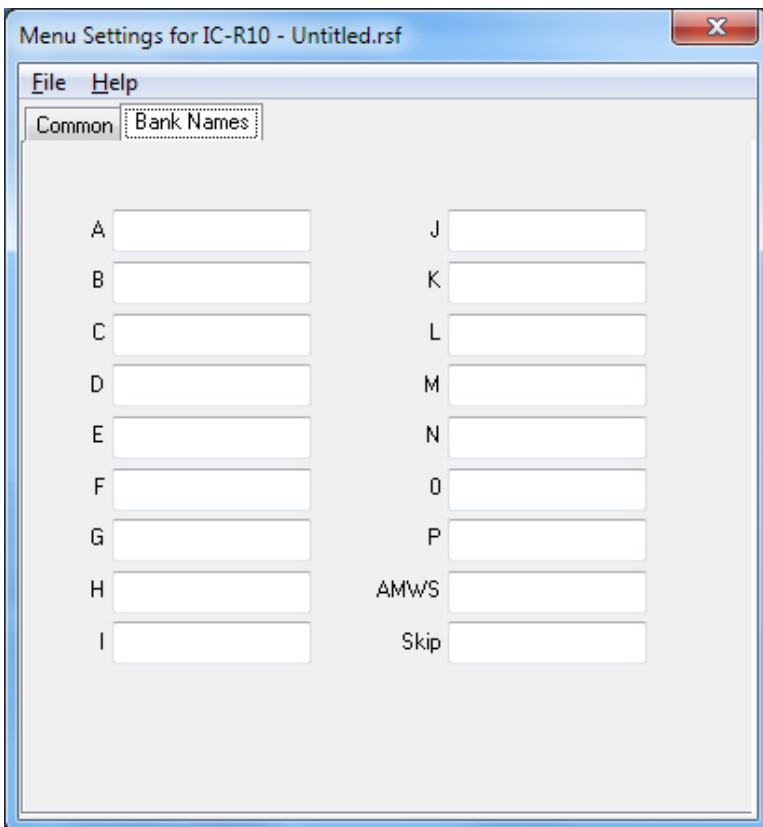 Menu Settings for IC-R10 - Untitled.rsf
File Help
Common Bank Names
A J
B K
C L
D M
E N
F O
G P
H AMWS
I Skip